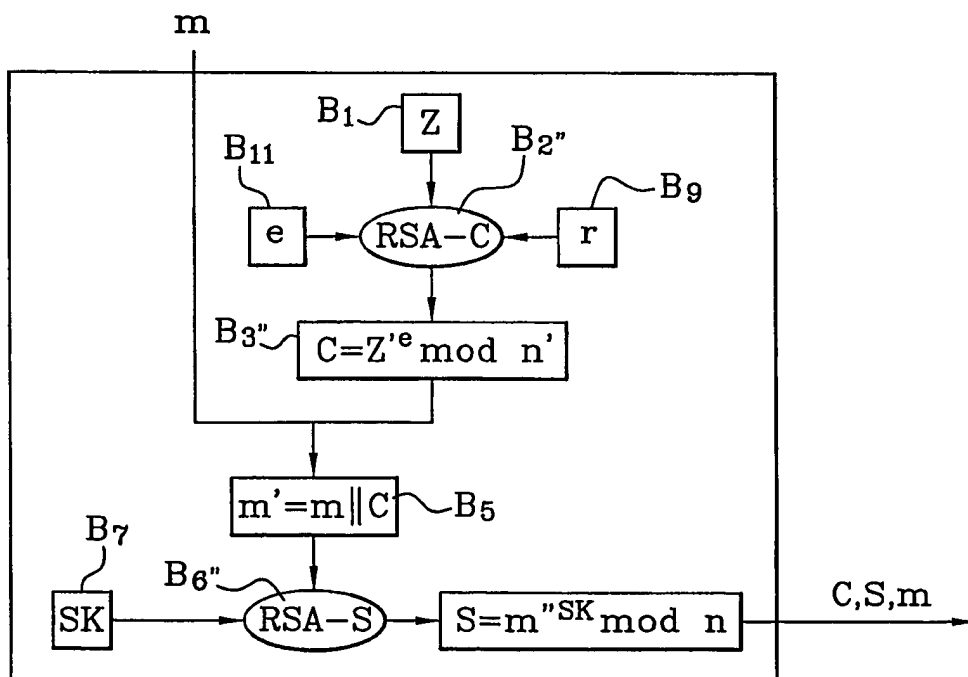 m
B1
Z
B11
B2"
B9
e
RSA-C
r
B3"
C=Z'^e mod n'
m'=m||C
B5
B7
B6"
SK
RSA-S
S=m"^SK mod n
C,S,m